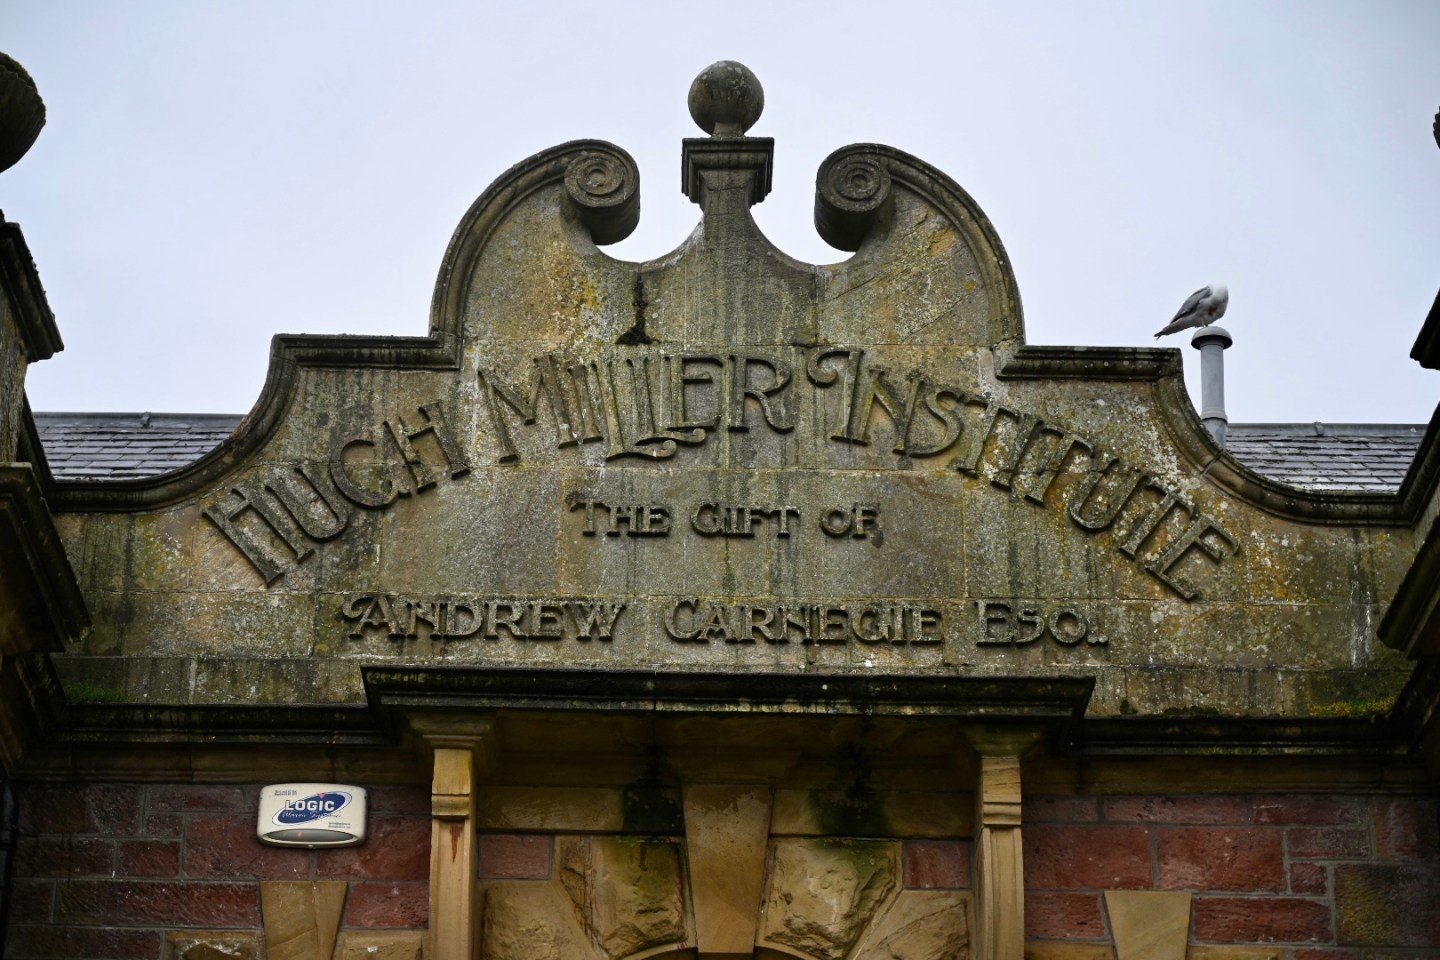 HUGH MILLER INSTITUTE
THE GIFT OF
ANDREW CARNEGIE ESQ.
LOGIC